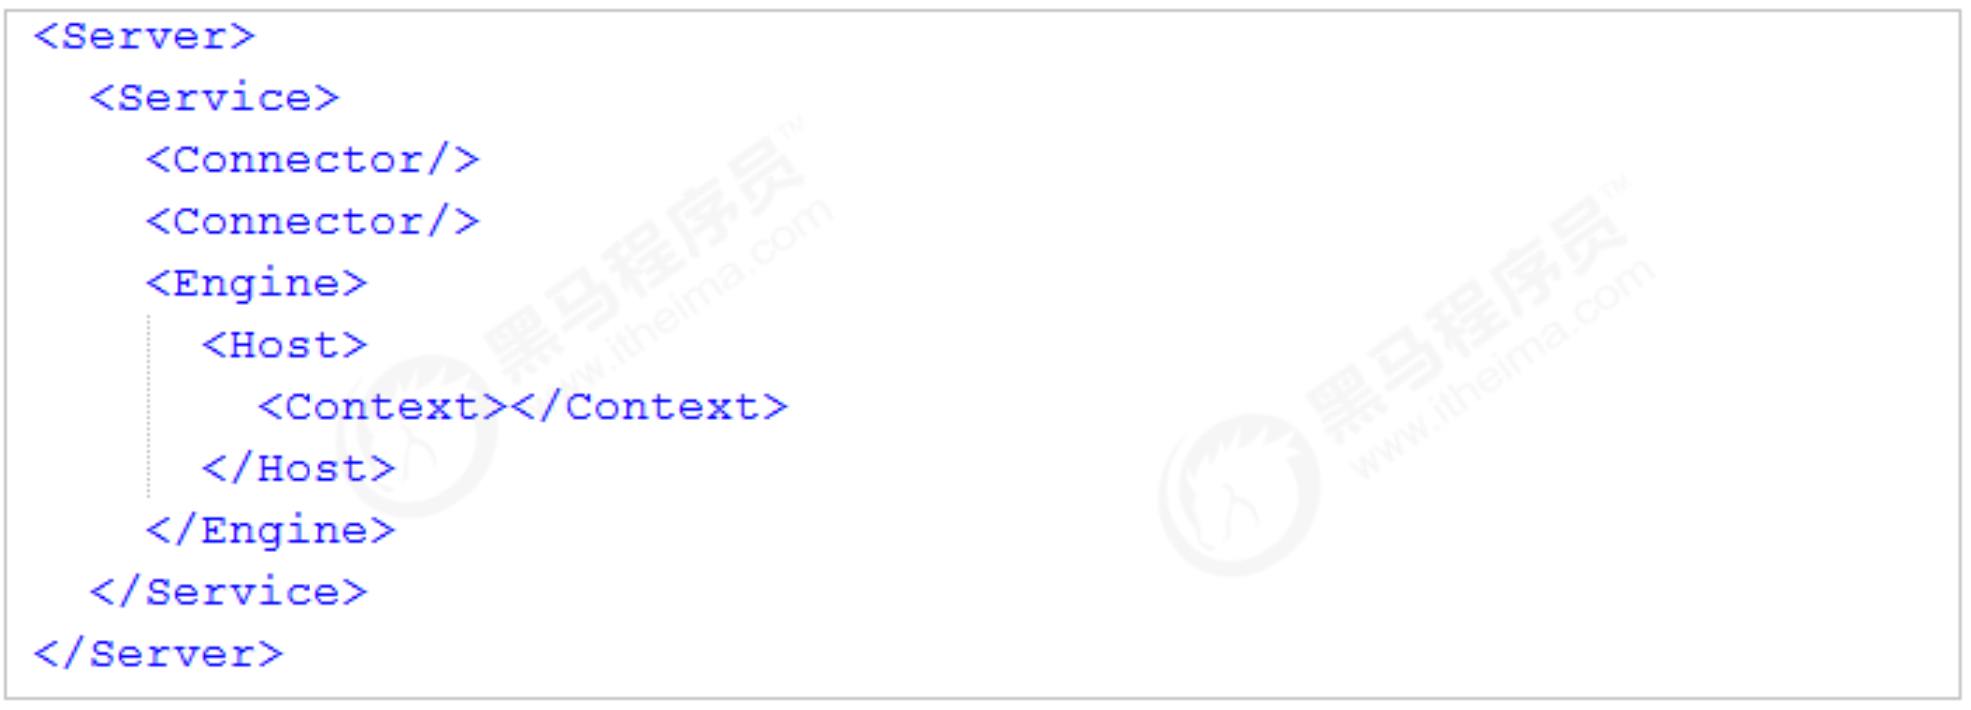 <Server>
<Service>
<Connector/>
<Connector/>
<Engine>
<Host>
<Context></Context>
</Host>
</Engine>
</Service>
</Server>
黑马程序员™
www.itheima.com
黑马程序员™
www.itheima.com